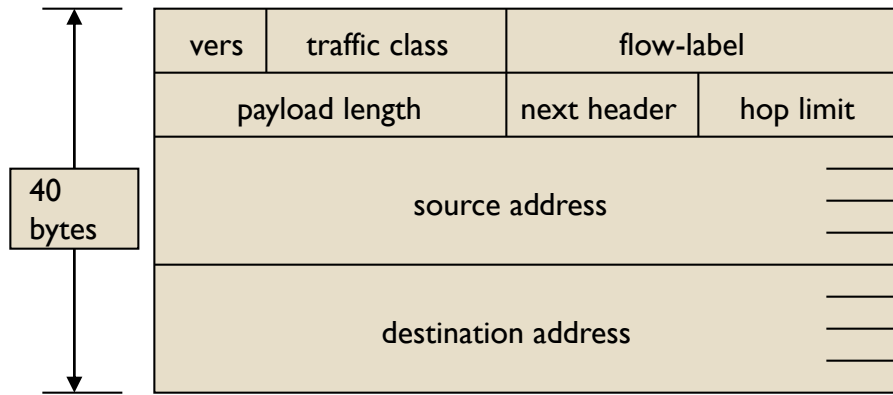 vers traffic class flow-label
payload length next header hop limit
40
bytes
source address
destination address